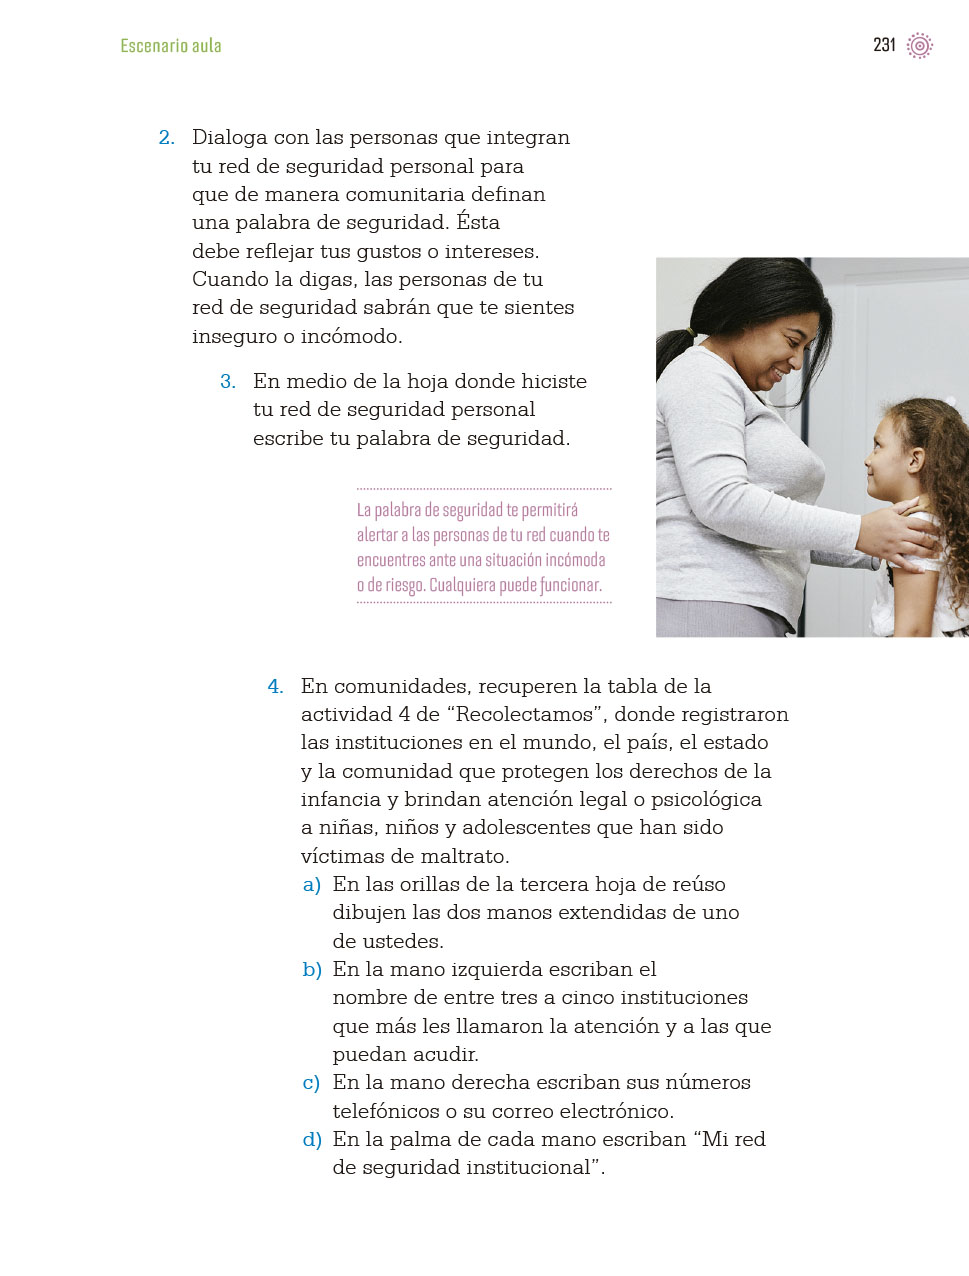 Escenario aula
231
2. Dialoga con las personas que integran
tu red de seguridad personal para
que de manera comunitaria definan
una palabra de seguridad. Ésta
debe reflejar tus gustos o intereses.
Cuando la digas, las personas de tu
red de seguridad sabrán que te sientes
inseguro o incómodo.
3. En medio de la hoja donde hiciste
tu red de seguridad personal
escribe tu palabra de seguridad.
La palabra de seguridad te permitirá
alertar a las personas de tu red cuando te
encuentres ante una situación incómoda
o de riesgo. Cualquiera puede funcionar.
4. En comunidades, recuperen la tabla de la
actividad 4 de “Recolectamos”, donde registraron
las instituciones en el mundo, el país, el estado
y la comunidad que protegen los derechos de la
infancia y brindan atención legal o psicológica
a niñas, niños y adolescentes que han sido
víctimas de maltrato.
a) En las orillas de la tercera hoja de reúso
dibujen las dos manos extendidas de uno
de ustedes.
b) En la mano izquierda escriban el
nombre de entre tres a cinco instituciones
que más les llamaron la atención y a las que
puedan acudir.
c) En la mano derecha escriban sus números
telefónicos o su correo electrónico.
d) En la palma de cada mano escriban “Mi red
de seguridad institucional”.